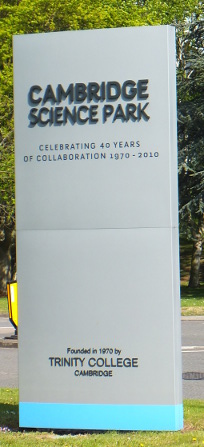 CAMBRIDGE
SCIENCE PARK
CELEBRATING 40 YEARS
OF COLLABORATION 1970 - 2010
Founded in 1970 by
TRINITY COLLEGE
CAMBRIDGE